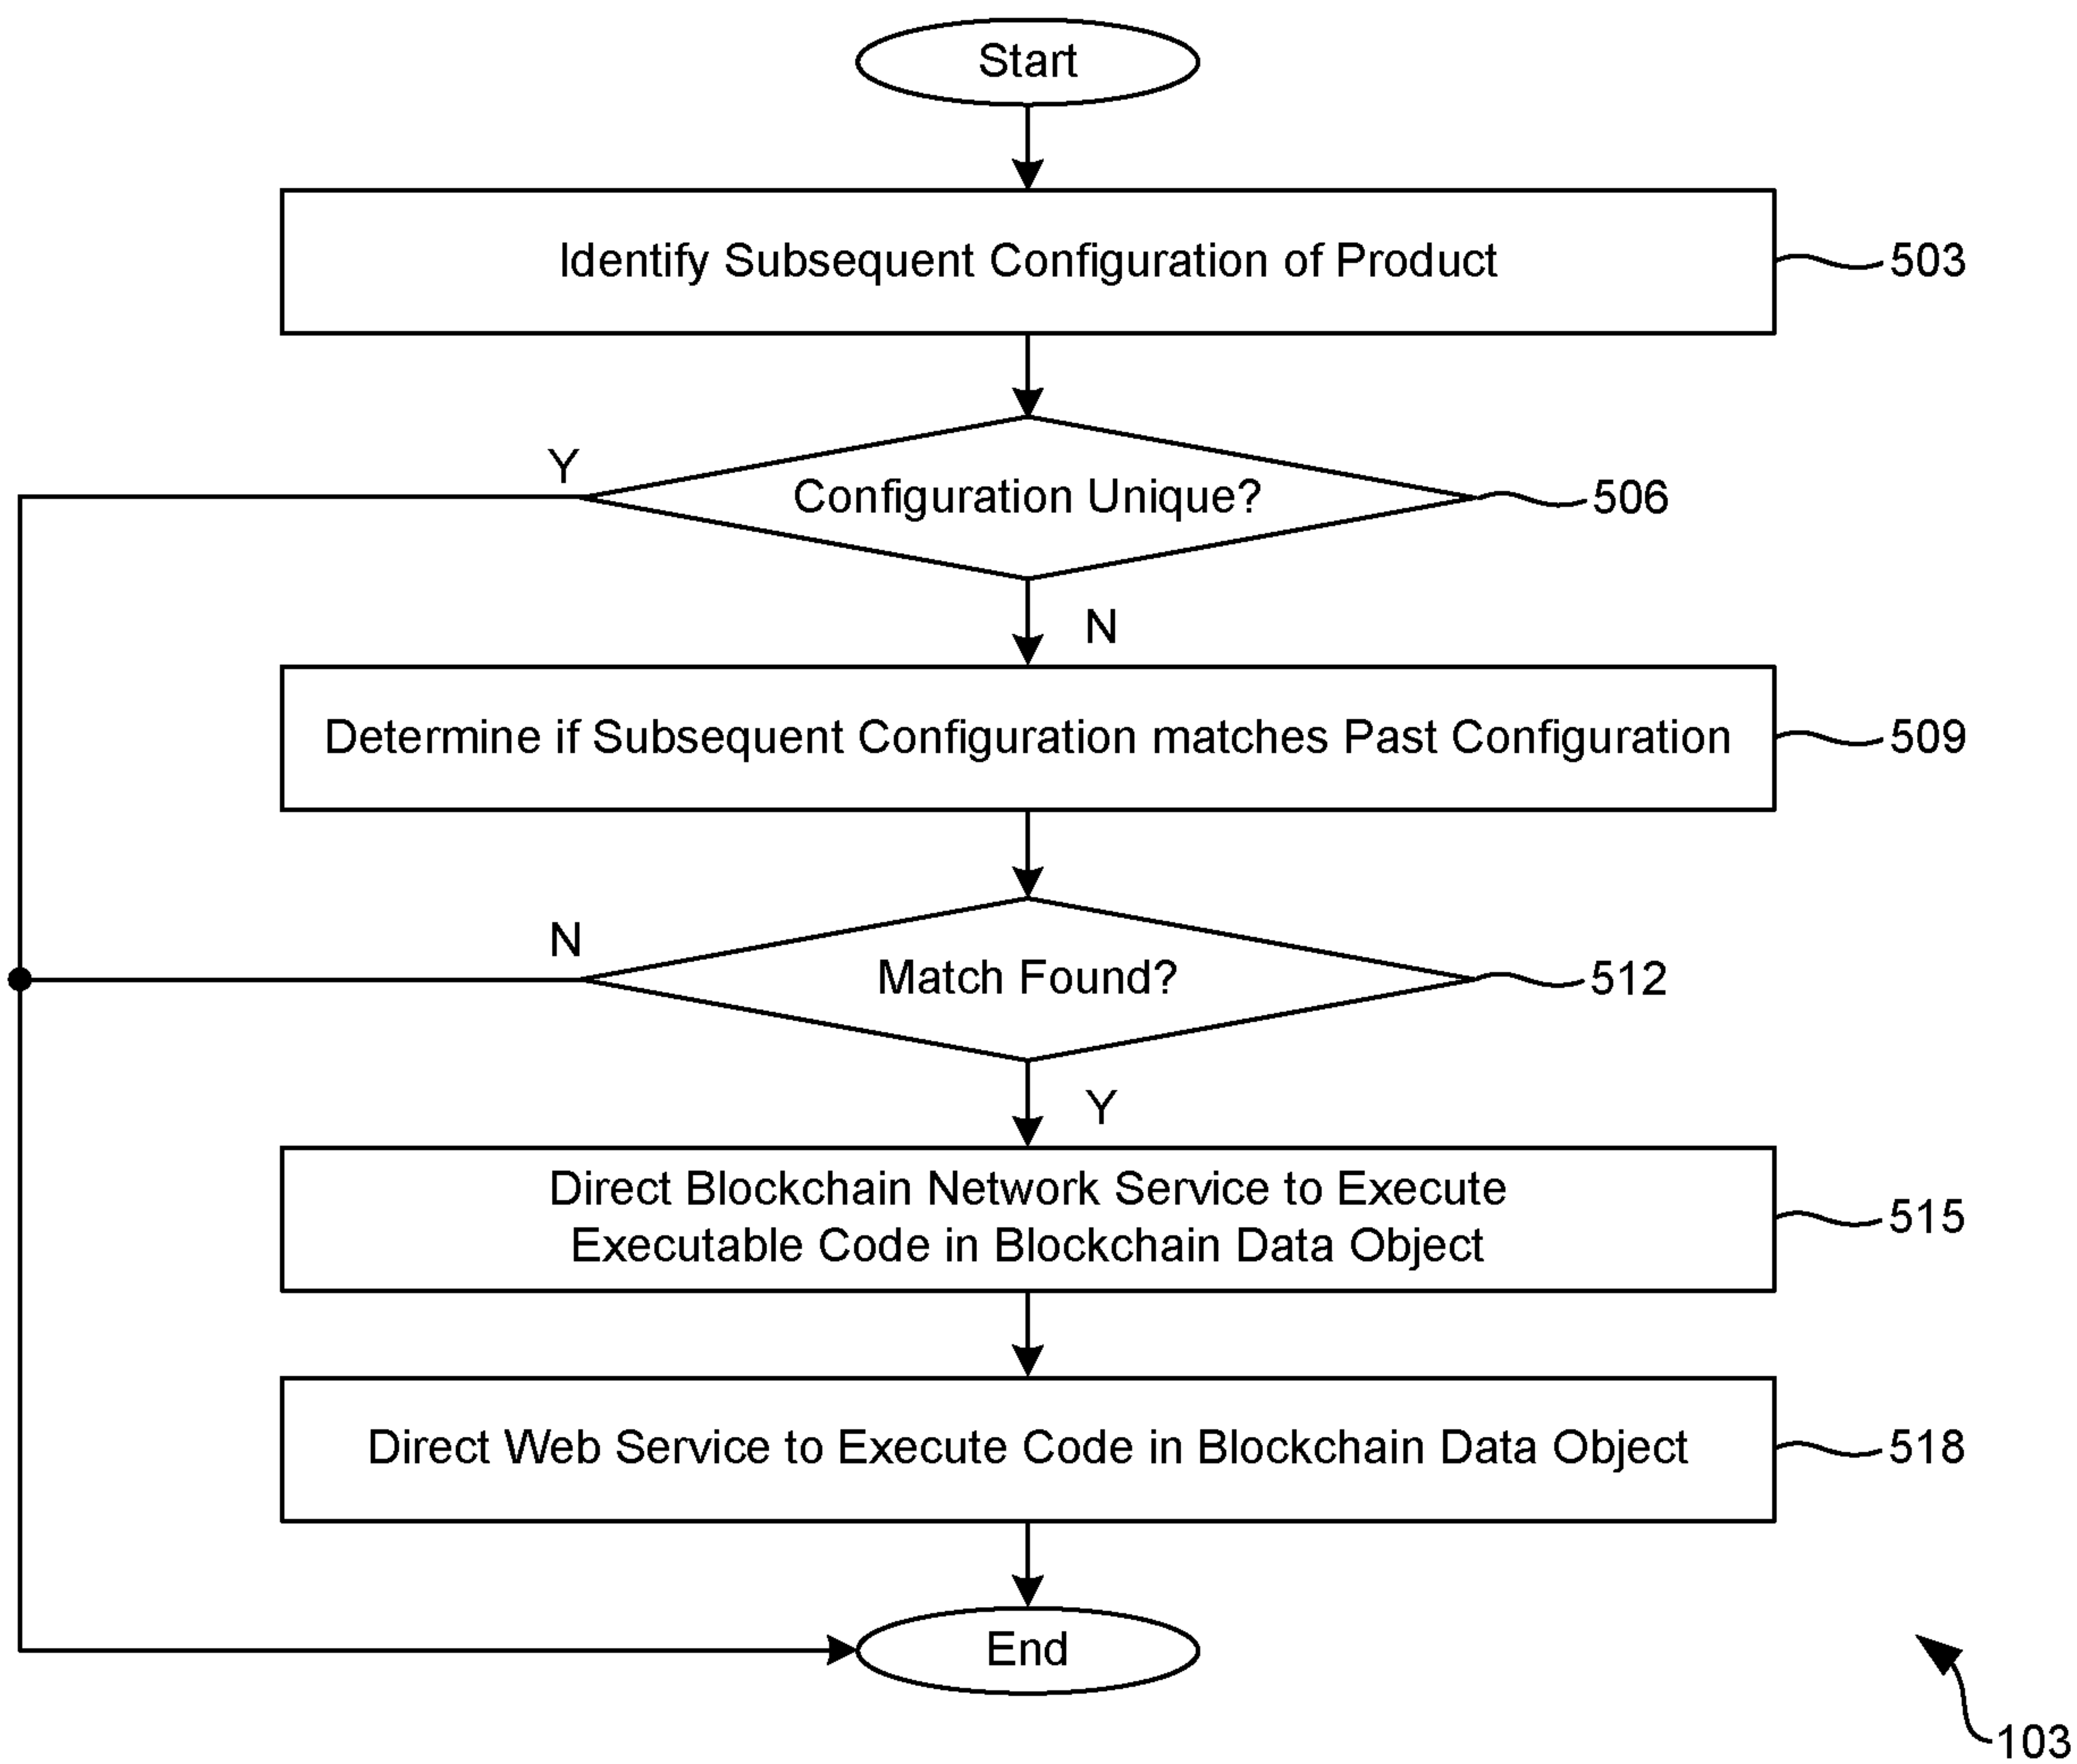 Start
Identify Subsequent Configuration of Product
503
Y
Configuration Unique?
506
N
Determine if Subsequent Configuration matches Past Configuration
509
N
Match Found?
512
Y
Direct Blockchain Network Service to Execute
Executable Code in Blockchain Data Object
515
Direct Web Service to Execute Code in Blockchain Data Object
518
End
103